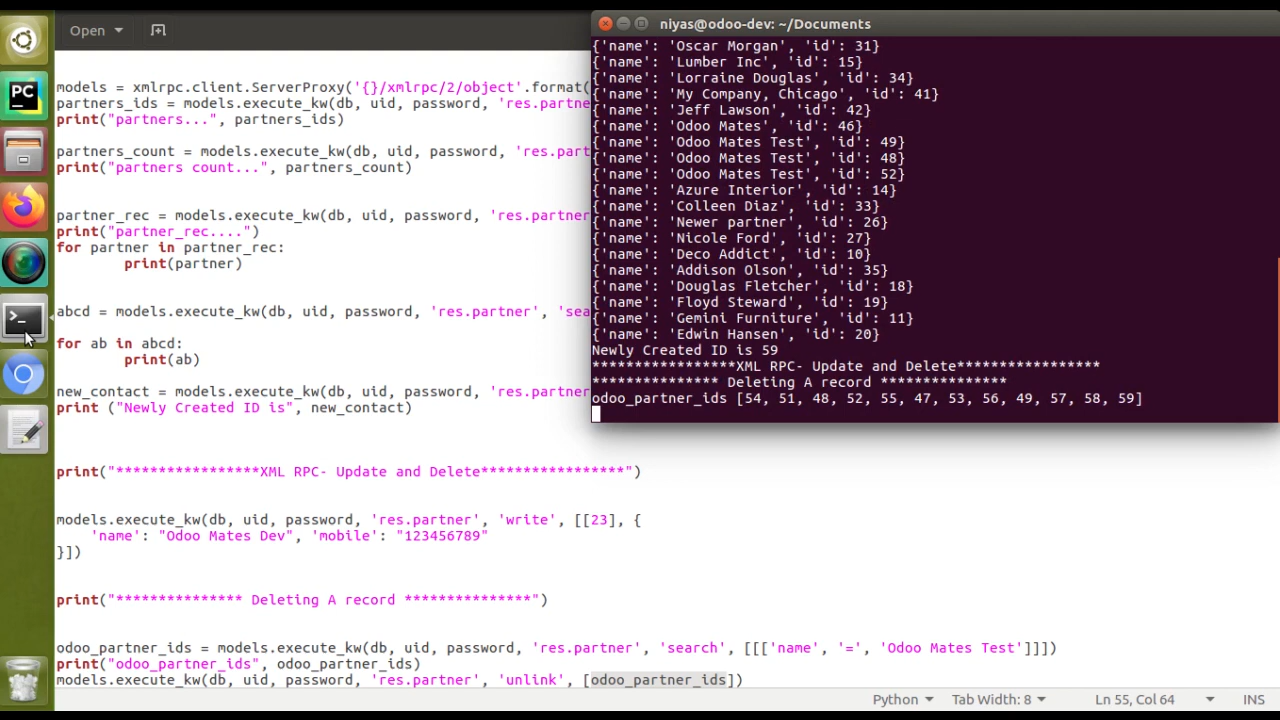 Open
niyas@odoo-dev: ~/Documents
models = xmlrpc.client.ServerProxy('{}/xmlrpc/2/object'.format(
partners_ids = models.execute_kw(db, uid, password, 'res.partne
print("partners...", partners_ids)
partners_count = models.execute_kw(db, uid, password, 'res.part
print("partners count...", partners_count)
partner_rec = models.execute_kw(db, uid, password, 'res.partner
print("partner_rec....")
for partner in partner_rec:
print(partner)
abcd = models.execute_kw(db, uid, password, 'res.partner', 'sea
for ab in abcd:
print(ab)
new_contact = models.execute_kw(db, uid, password, 'res.partner
print ("Newly Created ID is", new_contact)
print("*****************XML RPC- Update and Delete*****************")
models.execute_kw(db, uid, password, 'res.partner', 'write', [[23], {
'name': "Odoo Mates Dev", 'mobile': "123456789"
}])
print("*************** Deleting A record ***************")
odoo_partner_ids = models.execute_kw(db, uid, password, 'res.partner', 'search', [[['name', '=', 'Odoo Mates Test']]])
print("odoo_partner_ids", odoo_partner_ids)
models.execute_kw(db, uid, password, 'res.partner', 'unlink', [odoo_partner_ids])
{'name': 'Oscar Morgan', 'id': 31}
{'name': 'Lumber Inc', 'id': 15}
{'name': 'Lorraine Douglas', 'id': 34}
{'name': 'My Company, Chicago', 'id': 41}
{'name': 'Jeff Lawson', 'id': 42}
{'name': 'Odoo Mates', 'id': 46}
{'name': 'Odoo Mates Test', 'id': 49}
{'name': 'Odoo Mates Test', 'id': 48}
{'name': 'Odoo Mates Test', 'id': 52}
{'name': 'Azure Interior', 'id': 14}
{'name': 'Colleen Diaz', 'id': 33}
{'name': 'Newer partner', 'id': 26}
{'name': 'Nicole Ford', 'id': 27}
{'name': 'Deco Addict', 'id': 10}
{'name': 'Addison Olson', 'id': 35}
{'name': 'Douglas Fletcher', 'id': 18}
{'name': 'Floyd Steward', 'id': 19}
{'name': 'Gemini Furniture', 'id': 11}
{'name': 'Edwin Hansen', 'id': 20}
Newly Created ID is 59
*****************XML RPC- Update and Delete*****************
*************** Deleting A record ***************
odoo_partner_ids [54, 51, 48, 52, 55, 47, 53, 56, 49, 57, 58, 59]
Python
Tab Width: 8
Ln 55, Col 64
INS
PC
>_